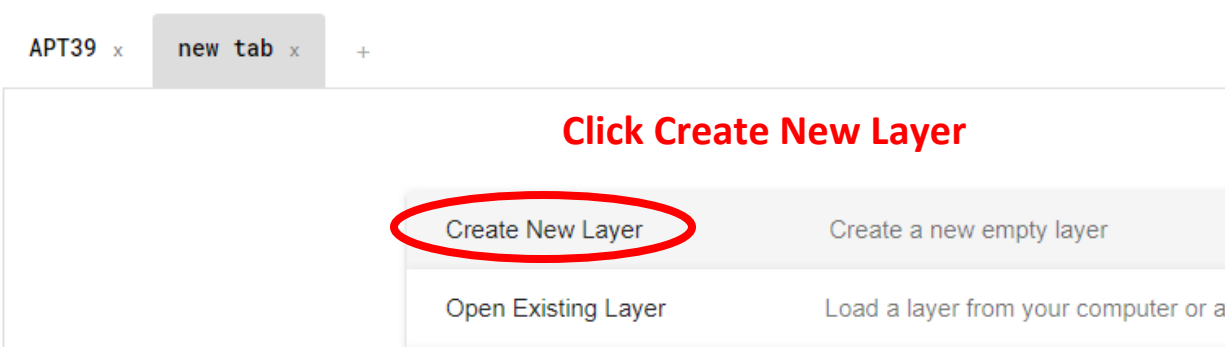 APT39 x new tab x +
Click Create New Layer
Create New Layer Create a new empty layer
Open Existing Layer Load a layer from your computer or a